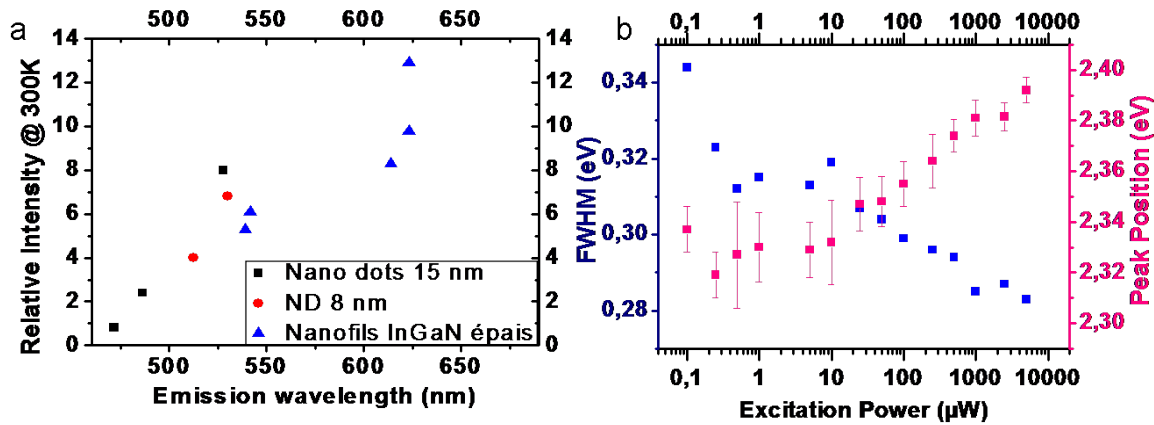 a
500 550 600 650
14 14
12 12
10 10
8 8
6 6
4 4
2 2
0 0
Relative Intensity @ 300K
Nano dots 15 nm
ND 8 nm
Nanofils InGaN épais
500 550 600 650
Emission wavelength (nm)
b
0,1 1 10 100 1000 10000
0,34
0,32
0,30
0,28
FWHM (eV)
2,40
2,38
2,36
2,34
2,32
2,30
Peak Position (eV)
0,1 1 10 100 1000 10000
Excitation Power (µW)